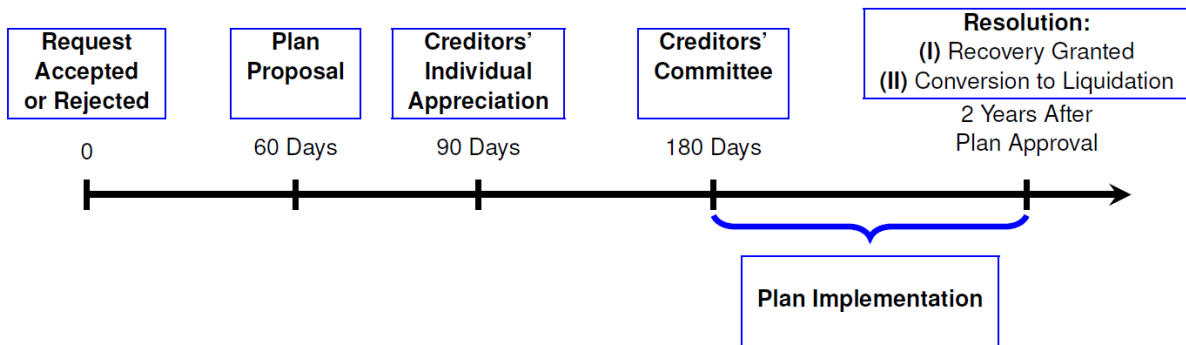 Request
Accepted
or Rejected
Plan
Proposal
Creditors’
Individual
Appreciation
Creditors’
Committee
Resolution:
(I) Recovery Granted
(II) Conversion to Liquidation
0
60 Days
90 Days
180 Days
2 Years After
Plan Approval
Plan Implementation